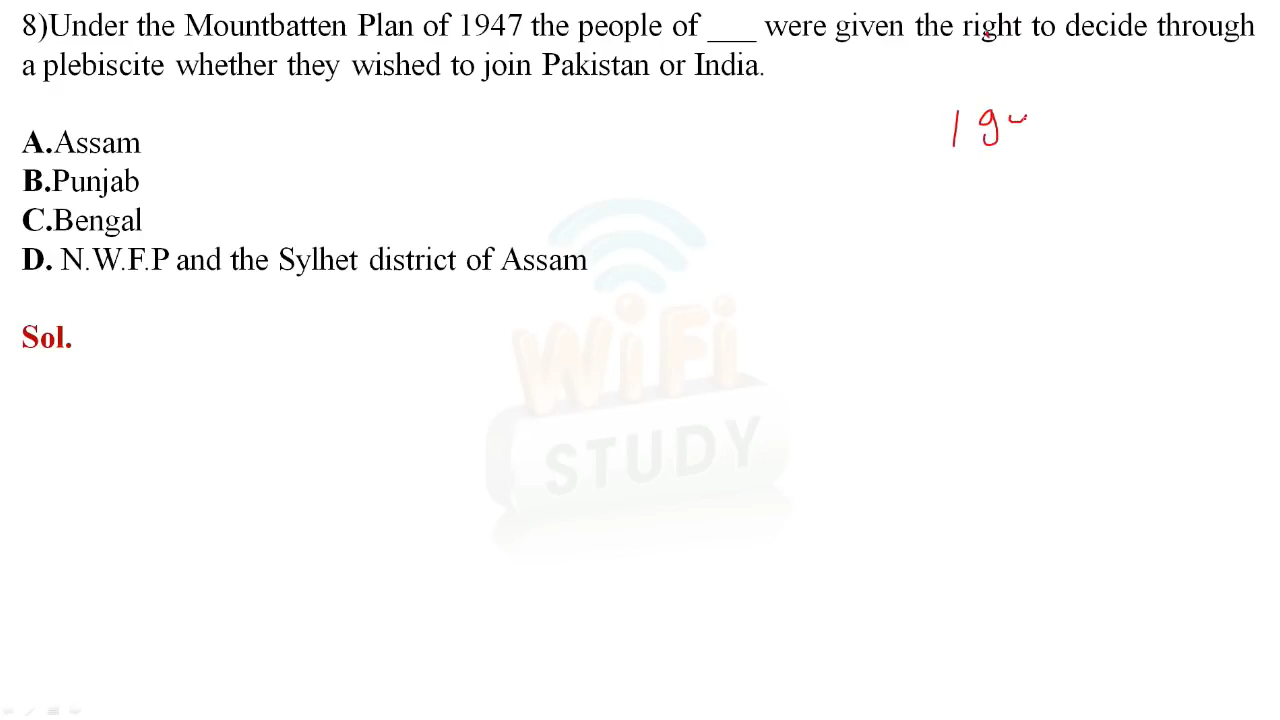 8)Under the Mountbatten Plan of 1947 the people of ___ were given the right to decide through
a plebiscite whether they wished to join Pakistan or India.
19
A.Assam
B.Punjab
C.Bengal
D. N.W.F.P and the Sylhet district of Assam
Sol.
WiFi
STUDY